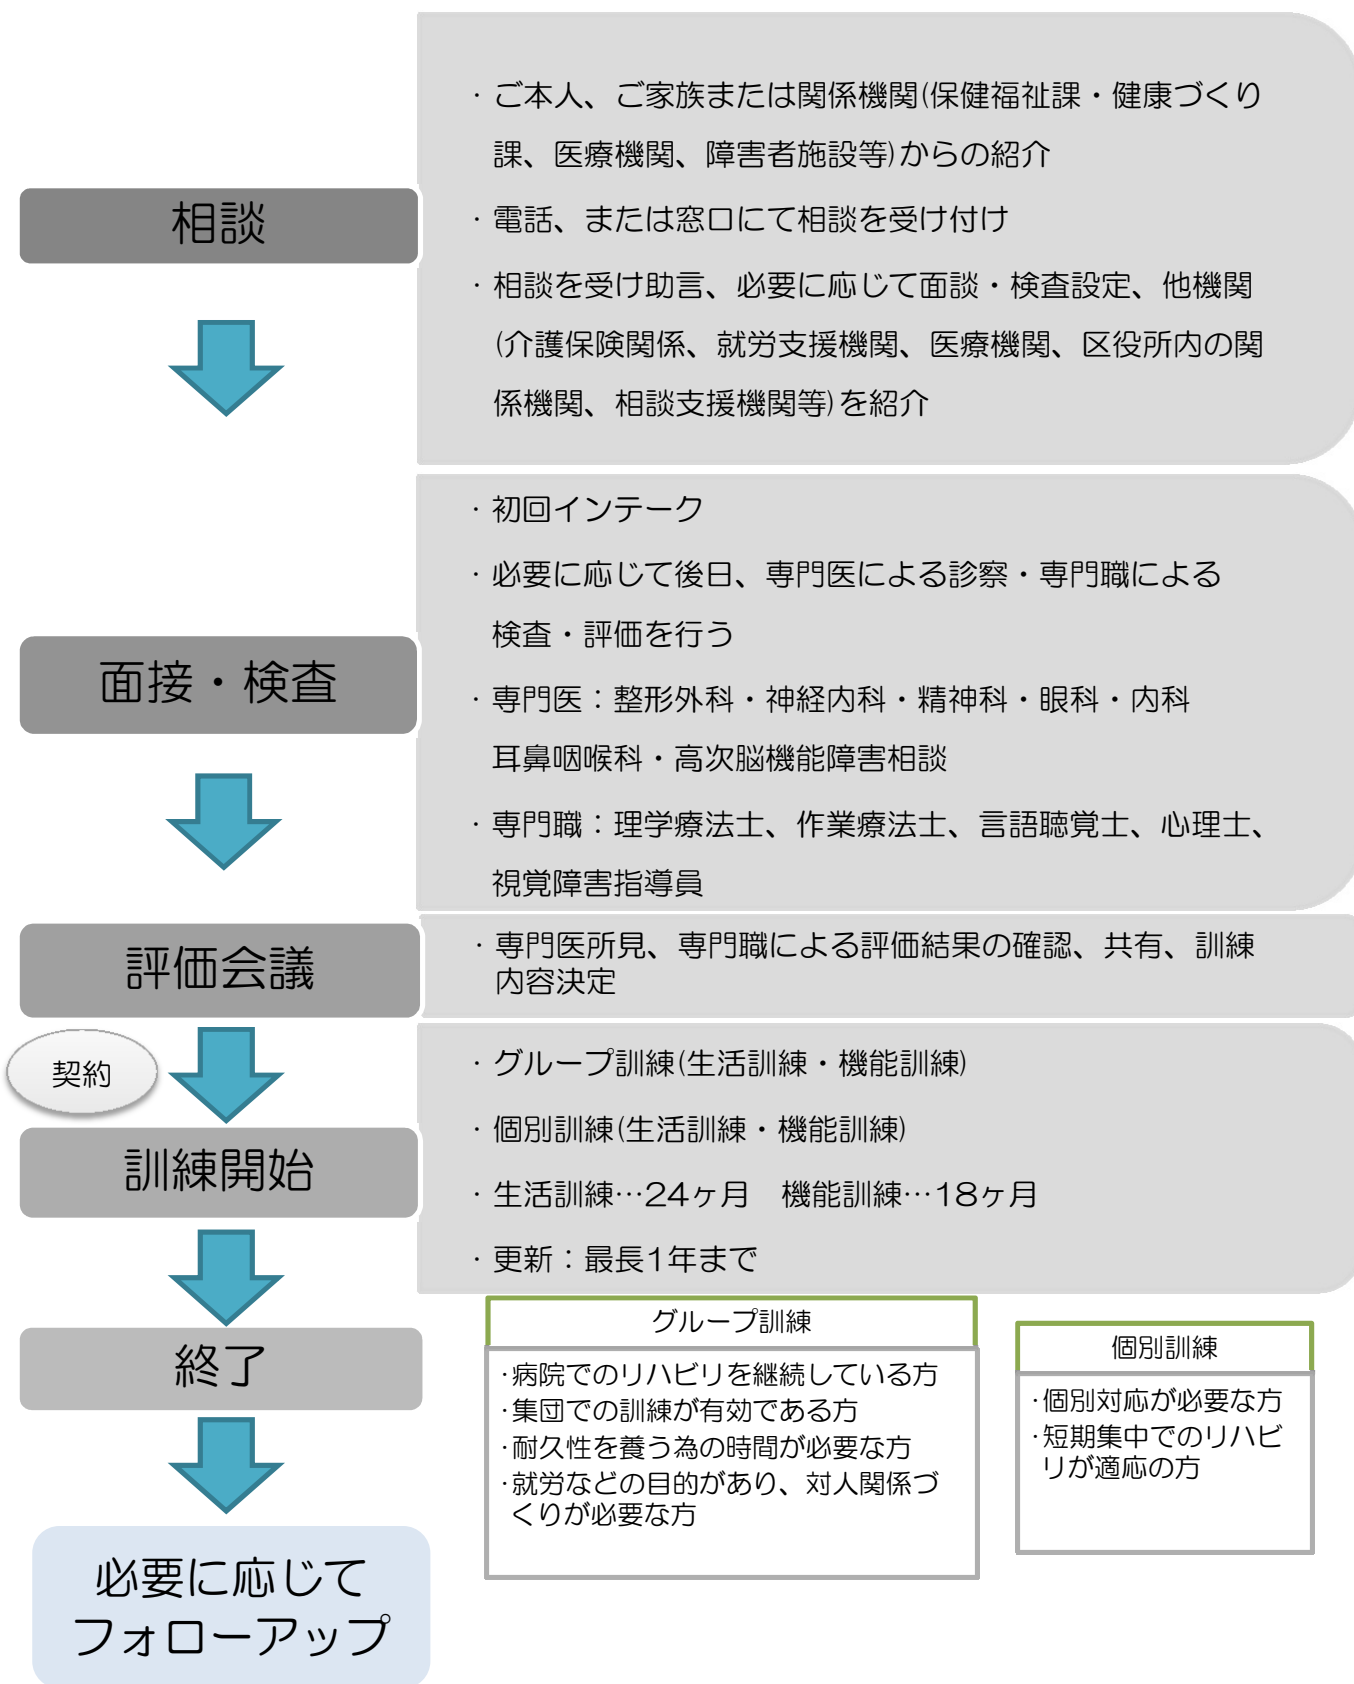 ・ご本人、ご家族または関係機関(保健福祉課・健康づくり
課、医療機関、障害者施設等)からの紹介
相談
・電話、または窓口にて相談を受け付け
・相談を受け助言、必要に応じて面談・検査設定、他機関
(介護保険関係、就労支援機関、医療機関、区役所内の関
係機関、相談支援機関等)を紹介
・初回インテーク
・必要に応じて後日、専門医による診察・専門職による
検査・評価を行う
面接・検査
・専門医：整形外科・神経内科・精神科・眼科・内科
耳鼻咽喉科・高次脳機能障害相談
・専門職：理学療法士、作業療法士、言語聴覚士、心理士、
視覚障害指導員
評価会議
・専門医所見、専門職による評価結果の確認、共有、訓練
内容決定
契約
・グループ訓練(生活訓練・機能訓練)
・個別訓練(生活訓練・機能訓練)
訓練開始
・生活訓練…24ヶ月　機能訓練…18ヶ月
・更新：最長1年まで
終了
グループ訓練
・病院でのリハビリを継続している方
・集団での訓練が有効である方
・耐久性を養う為の時間が必要な方
・就労などの目的があり、対人関係づ
くりが必要な方
個別訓練
・個別対応が必要な方
・短期集中でのリハビ
リが適応の方
必要に応じて
フォローアップ